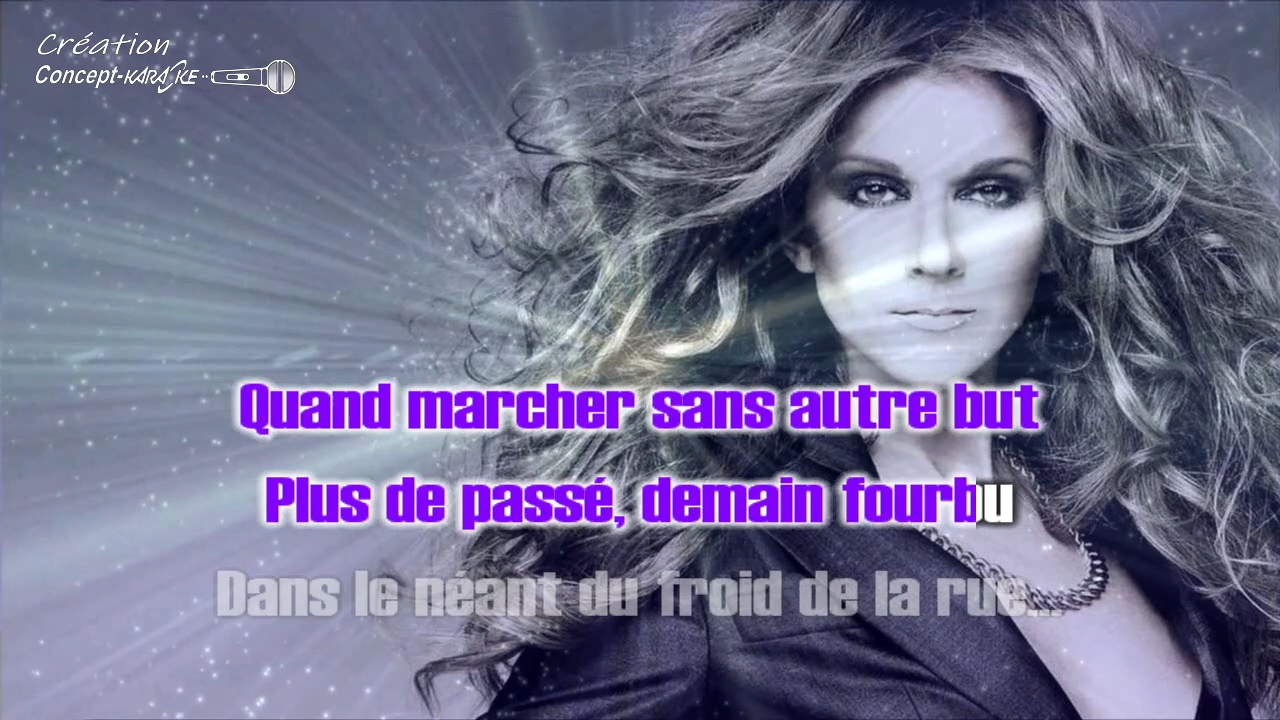 Création
Concept-KARAOKE
Quand marcher sans autre but
Plus de passé, demain fourbu
Dans le néant du froid de la rue...